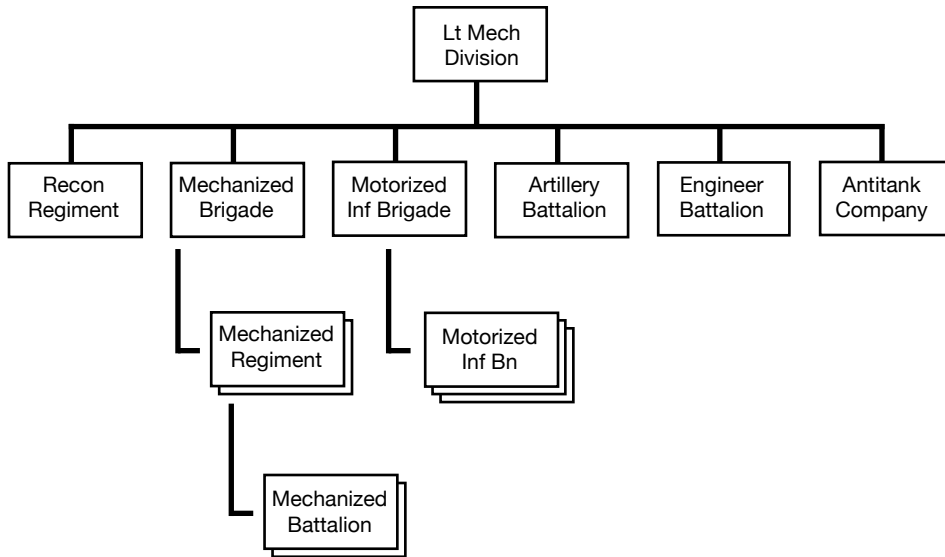 Lt Mech
Division
Recon
Regiment
Mechanized
Brigade
Motorized
Inf Brigade
Artillery
Battalion
Engineer
Battalion
Antitank
Company
Mechanized
Regiment
Motorized
Inf Bn
Mechanized
Battalion